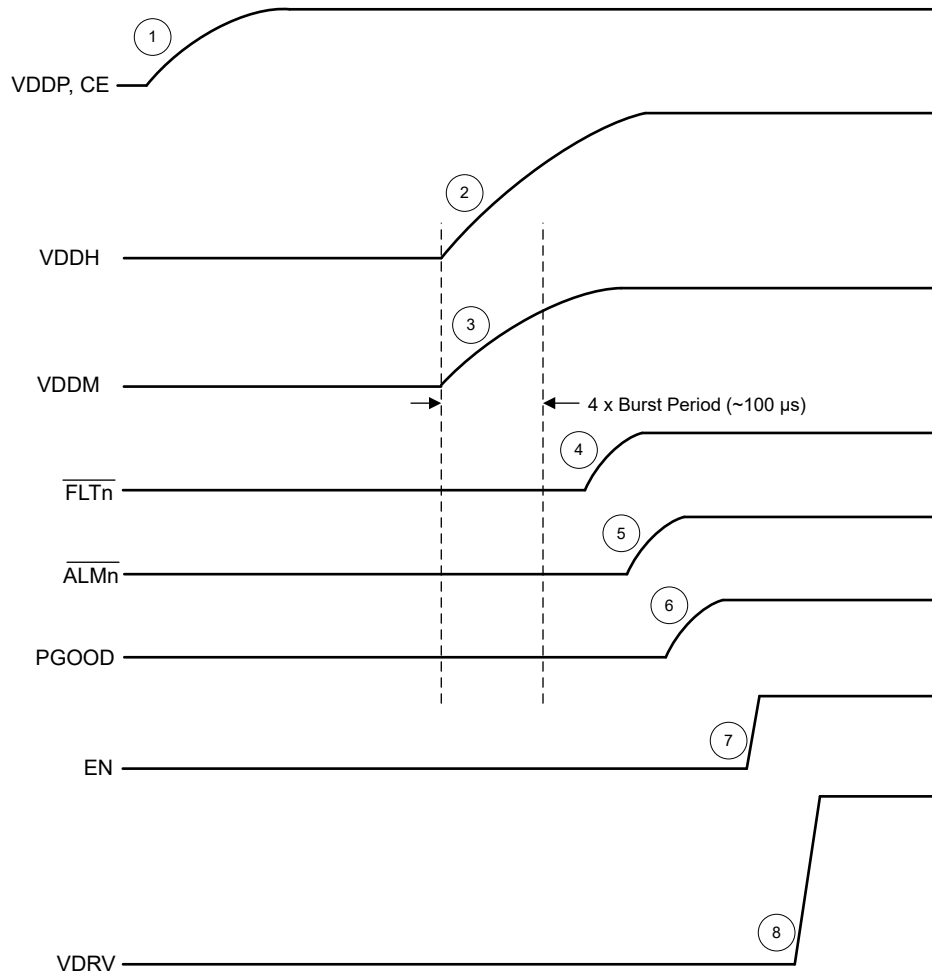 1
VDDP, CE
2
VDDH
3
VDDM
4 x Burst Period (~100 µs)
4
FLTn
5
ALMn
6
PGOOD
7
EN
8
VDRV